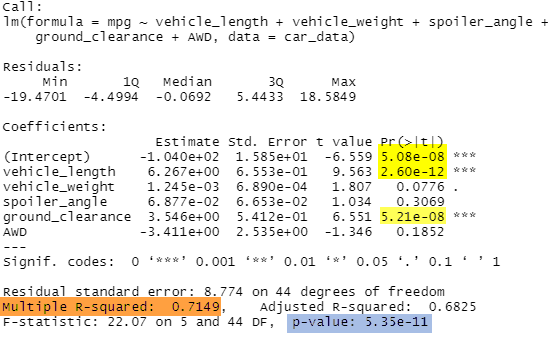 Call:
lm(formula = mpg ~ vehicle_length + vehicle_weight + spoiler_angle +
    ground_clearance + AWD, data = car_data)
Residuals:
     Min       1Q   Median       3Q      Max
-19.4701  -4.4994  -0.0692   5.4433  18.5849
Coefficients:
                   Estimate Std. Error t value Pr(>|t|)
(Intercept)      -1.040e+02  1.585e+01  -6.559 5.08e-08 ***
vehicle_length    6.267e+00  6.553e-01   9.563 2.60e-12 ***
vehicle_weight    1.245e-03  6.890e-04   1.807   0.0776 .
spoiler_angle     6.877e-02  6.653e-02   1.034   0.3069
ground_clearance  3.546e+00  5.412e-01   6.551 5.21e-08 ***
AWD              -3.411e+00  2.535e+00  -1.346   0.1852
---
Signif. codes:  0 ‘***’ 0.001 ‘**’ 0.01 ‘*’ 0.05 ‘.’ 0.1 ‘ ’ 1
Residual standard error: 8.774 on 44 degrees of freedom
Multiple R-squared:  0.7149,    Adjusted R-squared:  0.6825
F-statistic: 22.07 on 5 and 44 DF,  p-value: 5.35e-11